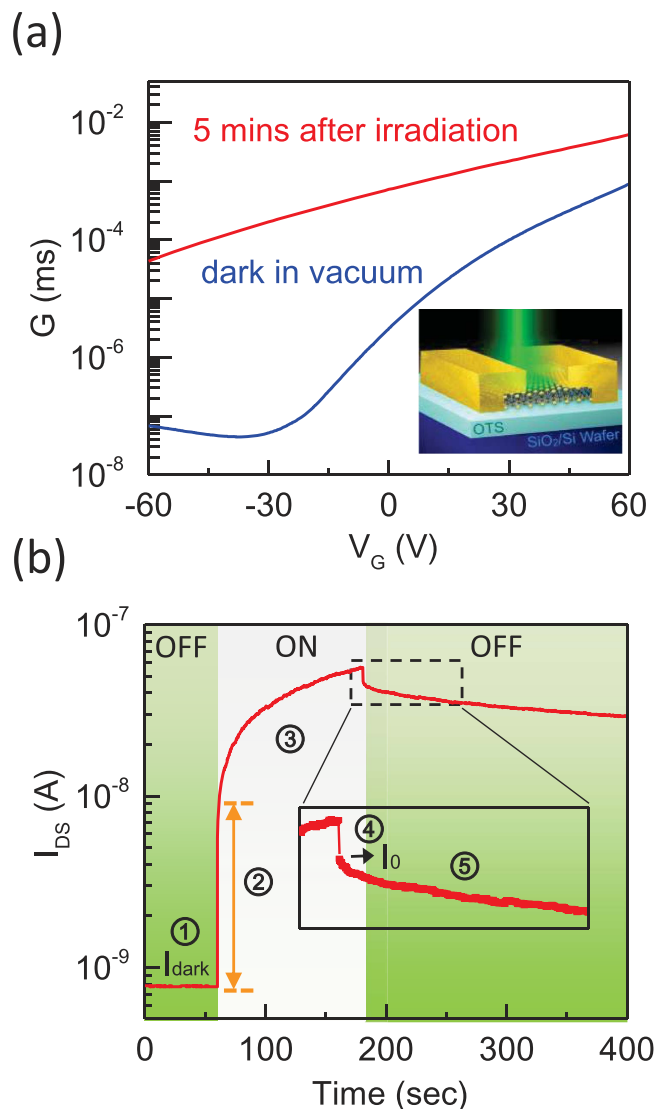 (a)
10⁻²
10⁻⁴
10⁻⁶
10⁻⁸
G (ms)
5 mins after irradiation
dark in vacuum
OTS
SiO₂/Si Wafer
-60 -30 0 30 60
V_G (V)
(b)
10⁻⁷
10⁻⁸
10⁻⁹
I_DS (A)
OFF ON OFF
③
④
I₀
⑤
②
①
I_dark
0 100 200 300 400
Time (sec)